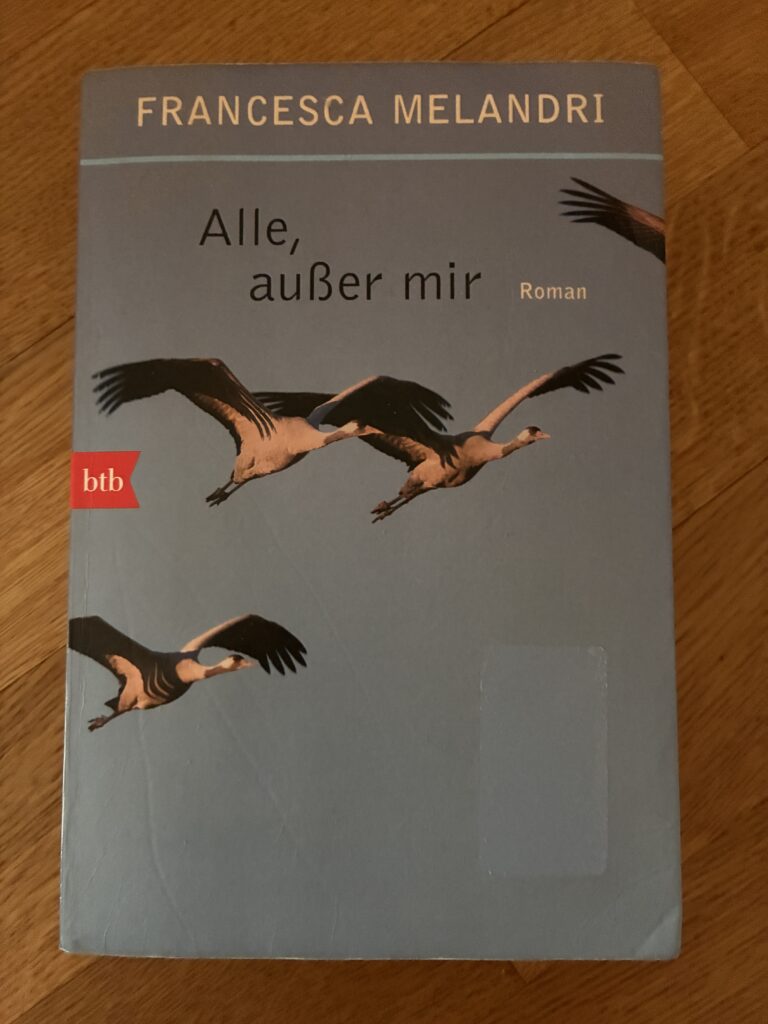 FRANCESCA MELANDRI
Alle,
außer mir
Roman
btb